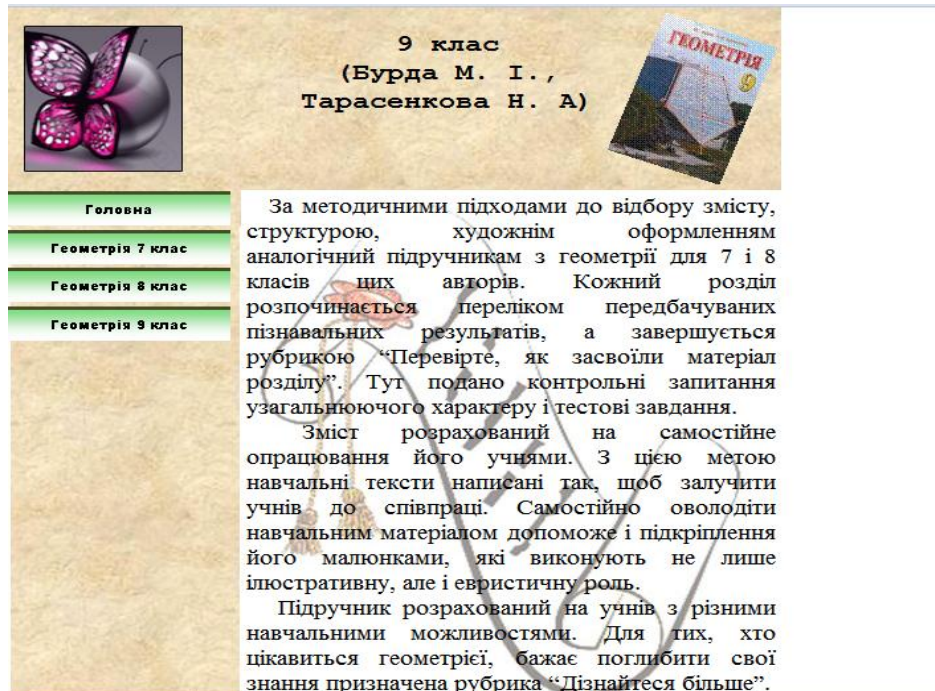 9 клас
(Бурда М. І.,
Тарасенкова Н. А)
ГЕОМЕТРІЯ
9
Головна
Геометрія 7 клас
Геометрія 8 клас
Геометрія 9 клас
За методичними підходами до відбору змісту,
структурою, художнім оформленням
аналогічний підручникам з геометрії для 7 і 8
класів цих авторів. Кожний розділ
розпочинається переліком передбачуваних
пізнавальних результатів, а завершується
рубрикою “Перевірте, як засвоїли матеріал
розділу”. Тут подано контрольні запитання
узагальнюючого характеру і тестові завдання.
Зміст розрахований на самостійне
опрацювання його учнями. З цією метою
навчальні тексти написані так, щоб залучити
учнів до співпраці. Самостійно оволодіти
навчальним матеріалом допоможе і підкріплення
його малюнками, які виконують не лише
ілюстративну, але і евристичну роль.
Підручник розрахований на учнів з різними
навчальними можливостями. Для тих, хто
цікавиться геометрієї, бажає поглибити свої
знання призначена рубрика “Дізнайтеся більше”.